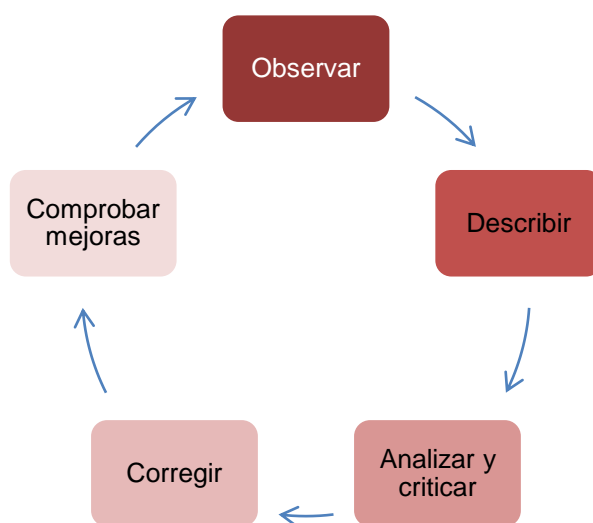 Observar
Describir
Analizar y
criticar
Corregir
Comprobar
mejoras